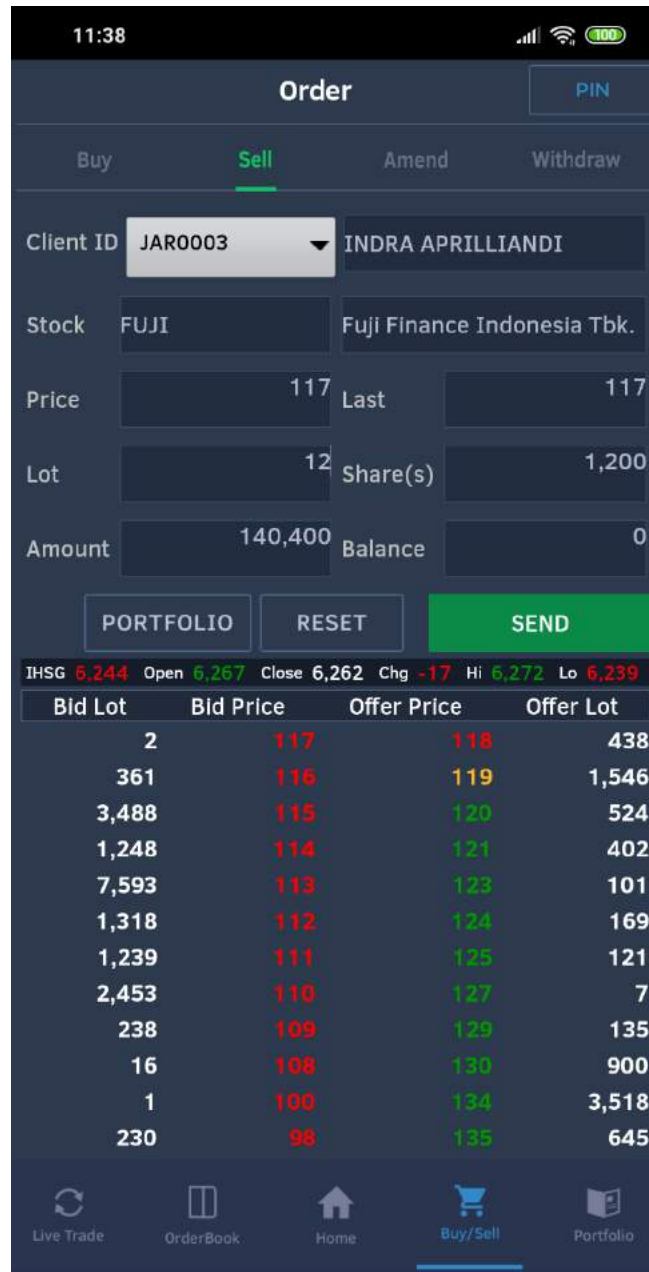 11:38 100
Order PIN
Buy Sell Amend Withdraw
Client ID JAR0003 INDRA APRILLIANDI
Stock FUJI Fuji Finance Indonesia Tbk.
Price 117 Last 117
Lot 12 Share(s) 1,200
Amount 140,400 Balance 0
PORTFOLIO RESET SEND
IHSG 6,244 Open 6,267 Close 6,262 Chg -17 Hi 6,272 Lo 6,239
Bid Lot Bid Price Offer Price Offer Lot
2 117 118 438
361 116 119 1,546
3,488 115 120 524
1,248 114 121 402
7,593 113 123 101
1,318 112 124 169
1,239 111 125 121
2,453 110 127 7
238 109 129 135
16 108 130 900
1 100 134 3,518
230 98 135 645
Live Trade OrderBook Home Buy/Sell Portfolio